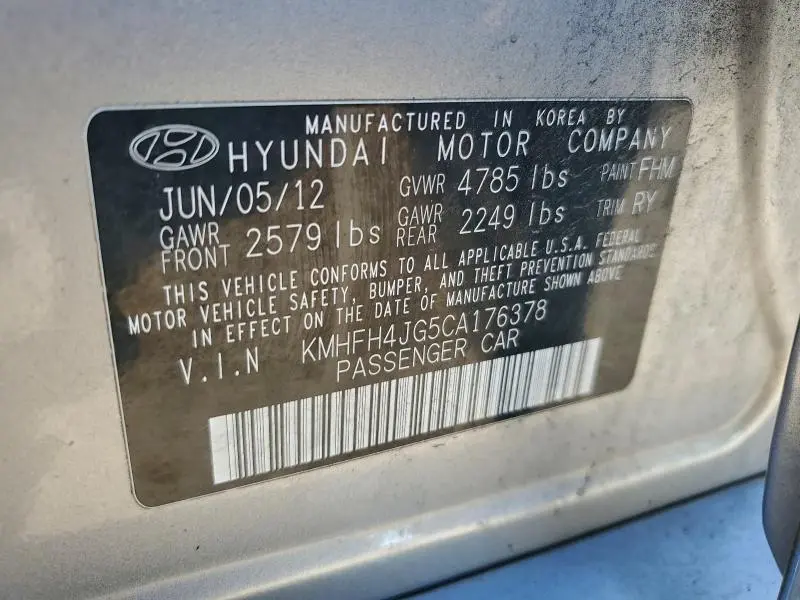 MANUFACTURED IN KOREA BY
HYUNDAI MOTOR COMPANY
JUN/05/12 GVWR 4785 lbs PAINT FHM
GAWR FRONT 2579 lbs GAWR REAR 2249 lbs TRIM RY
THIS VEHICLE CONFORMS TO ALL APPLICABLE U.S.A. FEDERAL
MOTOR VEHICLE SAFETY, BUMPER, AND THEFT PREVENTION STANDARDS
IN EFFECT ON THE DATE OF MANUFACTURE SHOWN ABOVE
V.I.N KMHFH4JG5CA176378
PASSENGER CAR